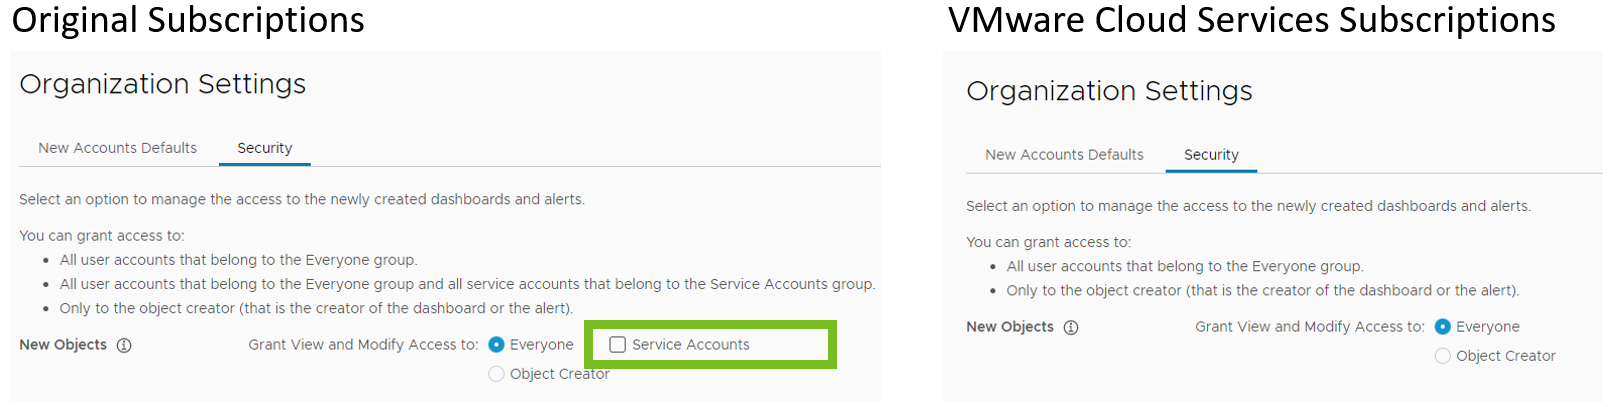 Original Subscriptions
Organization Settings
New Accounts Defaults Security
Select an option to manage the access to the newly created dashboards and alerts.
You can grant access to:
• All user accounts that belong to the Everyone group.
• All user accounts that belong to the Everyone group and all service accounts that belong to the Service Accounts group.
• Only to the object creator (that is the creator of the dashboard or the alert).
New Objects Grant View and Modify Access to: Everyone Service Accounts
Object Creator
VMware Cloud Services Subscriptions
Organization Settings
New Accounts Defaults Security
Select an option to manage the access to the newly created dashboards and alerts.
You can grant access to:
• All user accounts that belong to the Everyone group.
• Only to the object creator (that is the creator of the dashboard or the alert).
New Objects Grant View and Modify Access to: Everyone
Object Creator